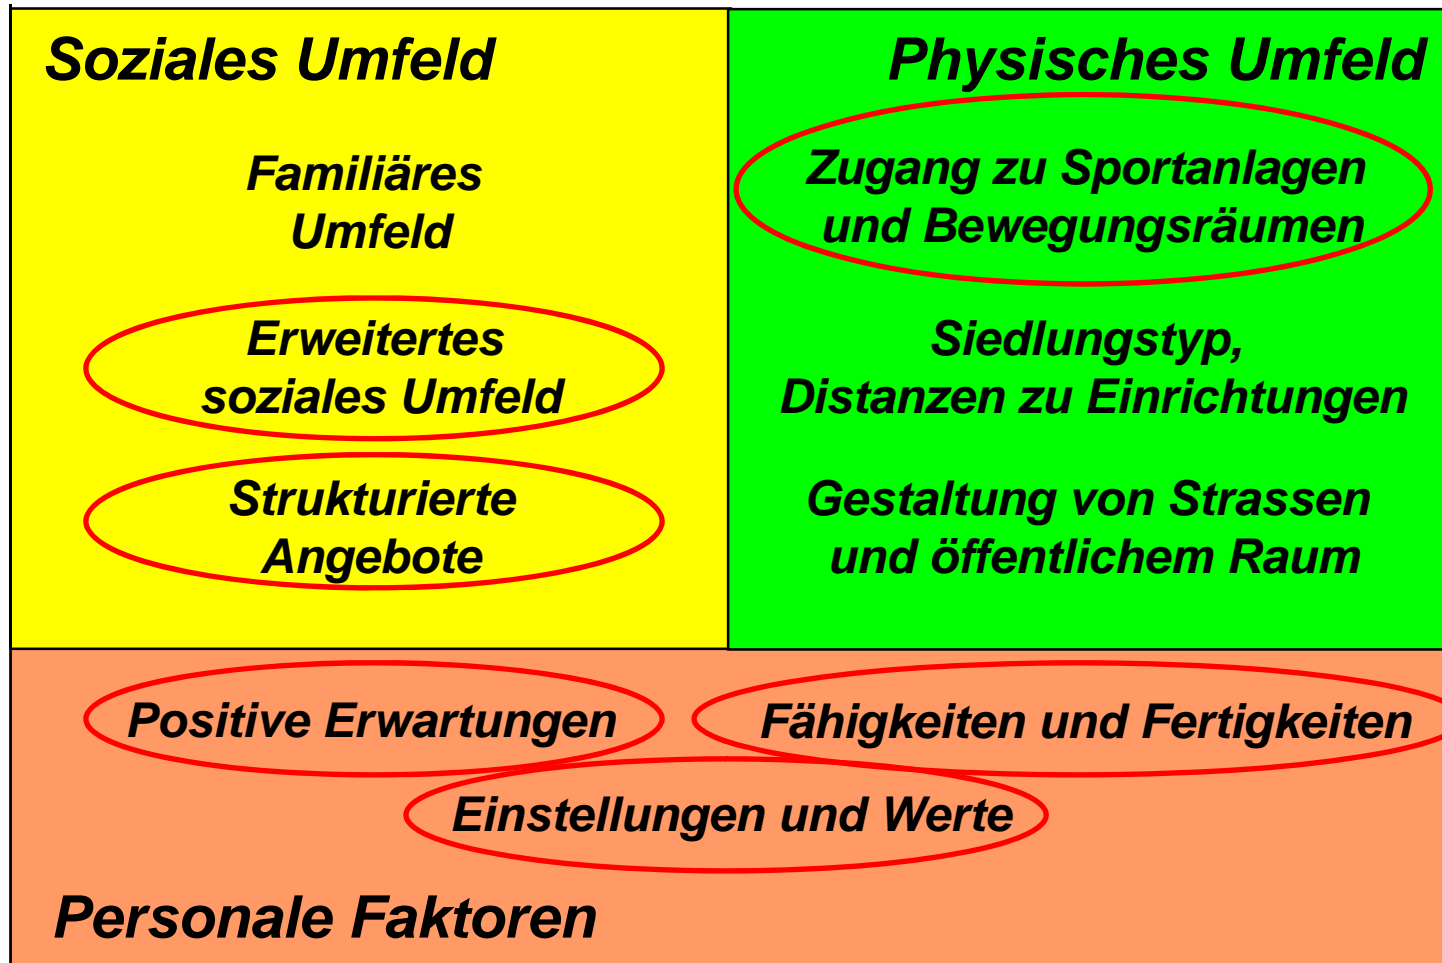 Soziales Umfeld
Familiäres
Umfeld
Erweitertes
soziales Umfeld
Strukturierte
Angebote
Physisches Umfeld
Zugang zu Sportanlagen
und Bewegungsräumen
Siedlungstyp,
Distanzen zu Einrichtungen
Gestaltung von Strassen
und öffentlichem Raum
Positive Erwartungen
Fähigkeiten und Fertigkeiten
Einstellungen und Werte
Personale Faktoren